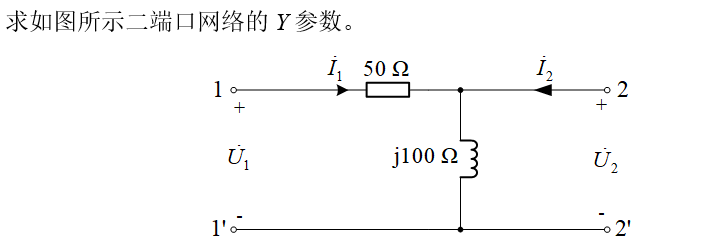 求如图所示二端口网络的 Y 参数。
İ₁ 50 Ω İ₂
1 2
+ +
U̇₁ j100 Ω U̇₂
- -
1' 2'